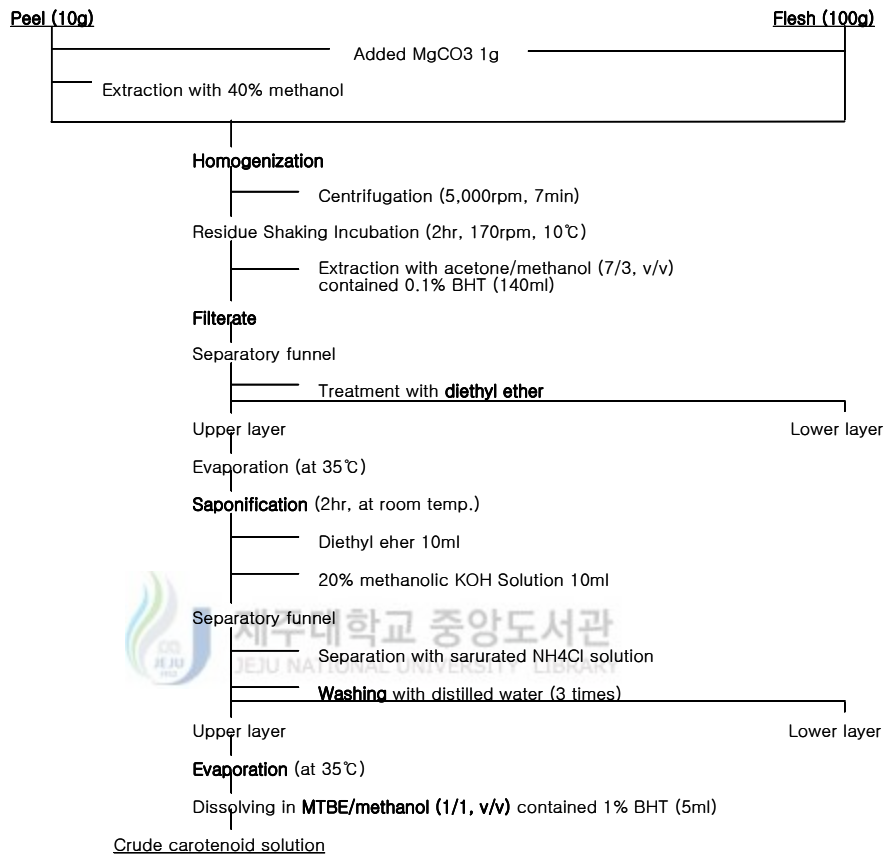 Peel (10g)
Flesh (100g)
Added MgCO3 1g
Extraction with 40% methanol
Homogenization
Centrifugation (5,000rpm, 7min)
Residue Shaking Incubation (2hr, 170rpm, 10℃)
Extraction with acetone/methanol (7/3, v/v)
contained 0.1% BHT (140ml)
Filterate
Separatory funnel
Treatment with diethyl ether
Upper layer
Lower layer
Evaporation (at 35℃)
Saponification (2hr, at room temp.)
Diethyl eher 10ml
20% methanolic KOH Solution 10ml
Separatory funnel
제주대학교 중앙도서관
Separation with sarurated NH4Cl solution
JEJU NATIONAL UNIVERSITY LIBRARY
JEJU
1952
Washing with distilled water (3 times)
Upper layer
Lower layer
Evaporation (at 35℃)
Dissolving in MTBE/methanol (1/1, v/v) contained 1% BHT (5ml)
Crude carotenoid solution